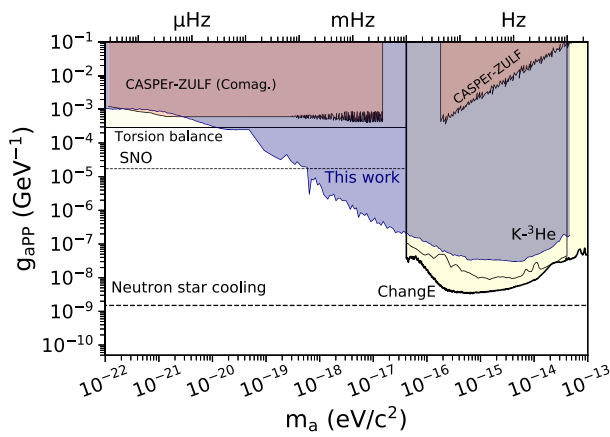 μHz mHz Hz
10⁻¹
10⁻²
10⁻³
10⁻⁴
10⁻⁵
10⁻⁶
10⁻⁷
10⁻⁸
10⁻⁹
10⁻¹⁰
g_aPP (GeV⁻¹)
CASPEr-ZULF (Comag.)
CASPEr-ZULF
Torsion balance
SNO
This work
K-³He
Neutron star cooling
ChangE
10⁻²² 10⁻²¹ 10⁻²⁰ 10⁻¹⁹ 10⁻¹⁸ 10⁻¹⁷ 10⁻¹⁶ 10⁻¹⁵ 10⁻¹⁴ 10⁻¹³
m_a (eV/c²)